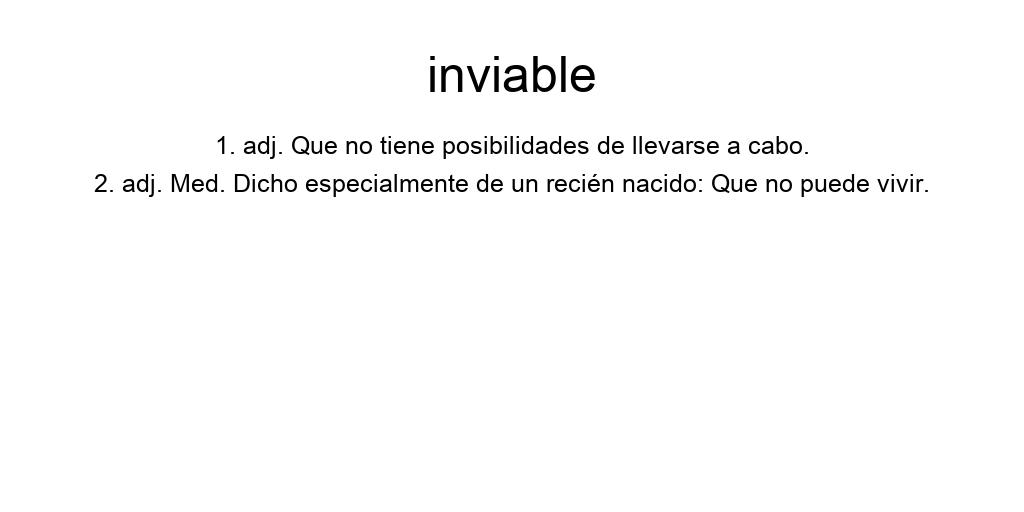 inviable
1. adj. Que no tiene posibilidades de llevarse a cabo.
2. adj. Med. Dicho especialmente de un recién nacido: Que no puede vivir.